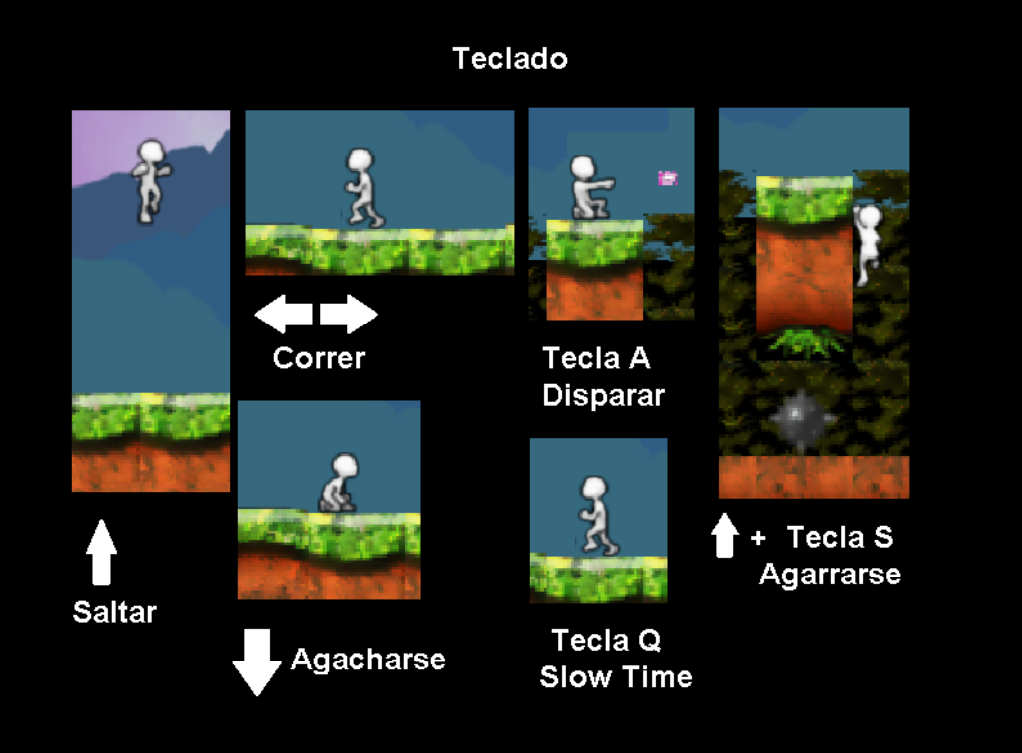 Teclado
Correr
Tecla A
Disparar
+ Tecla S
Agarrarse
Saltar
Agacharse
Tecla Q
Slow Time